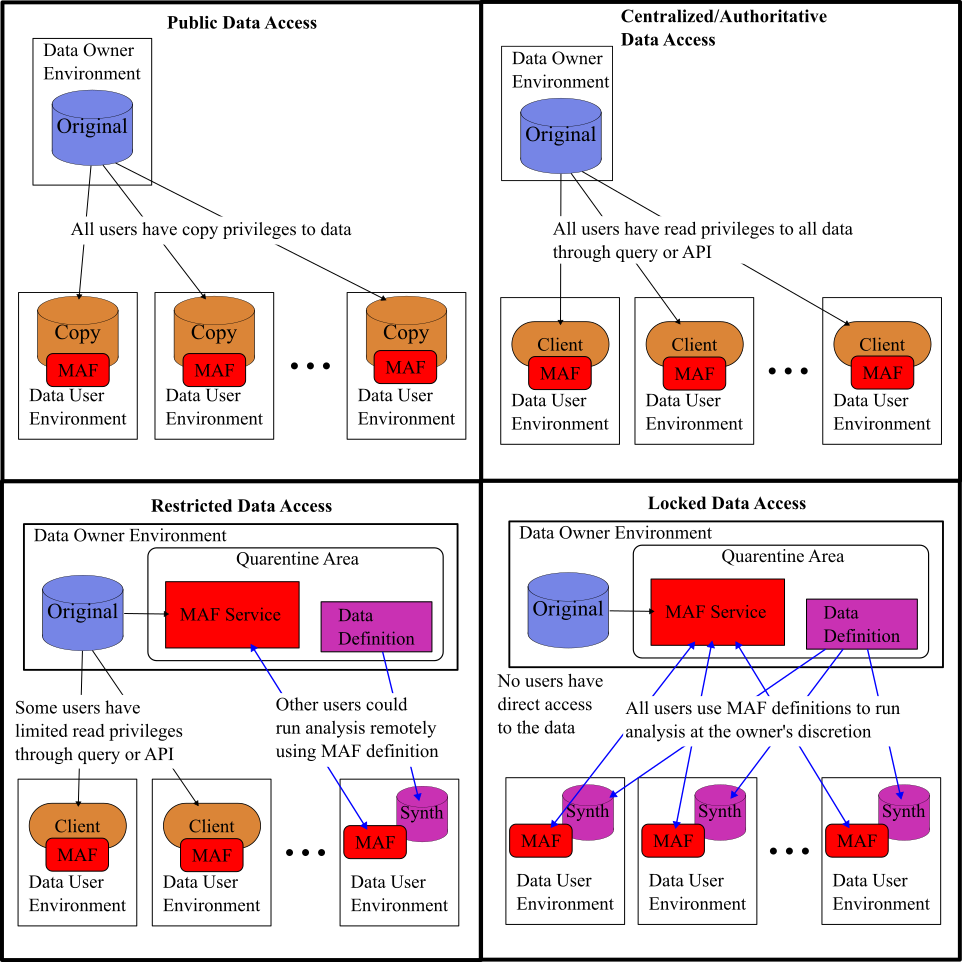 Public Data Access
Data Owner
Environment
Original
All users have copy privileges to data
Copy
MAF
Data User
Environment
Copy
MAF
Data User
Environment
Copy
MAF
Data User
Environment
Centralized/Authoritative
Data Access
Data Owner
Environment
Original
All users have read privileges to all data
through query or API
Client
MAF
Data User
Environment
Client
MAF
Data User
Environment
Client
MAF
Data User
Environment
Restricted Data Access
Data Owner Environment
Quarantine Area
Original
MAF Service
Data
Definition
Some users have
limited read privileges
through query or API
Other users could
run analysis remotely
using MAF definition
Client
MAF
Data User
Environment
Client
MAF
Data User
Environment
Synth
MAF
Data User
Environment
Locked Data Access
Data Owner Environment
Quarantine Area
Original
MAF Service
Data
Definition
No users have
direct access
to the data
All users use MAF definitions to run
analysis at the owner's discretion
Synth
MAF
Data User
Environment
Synth
MAF
Data User
Environment
Synth
MAF
Data User
Environment